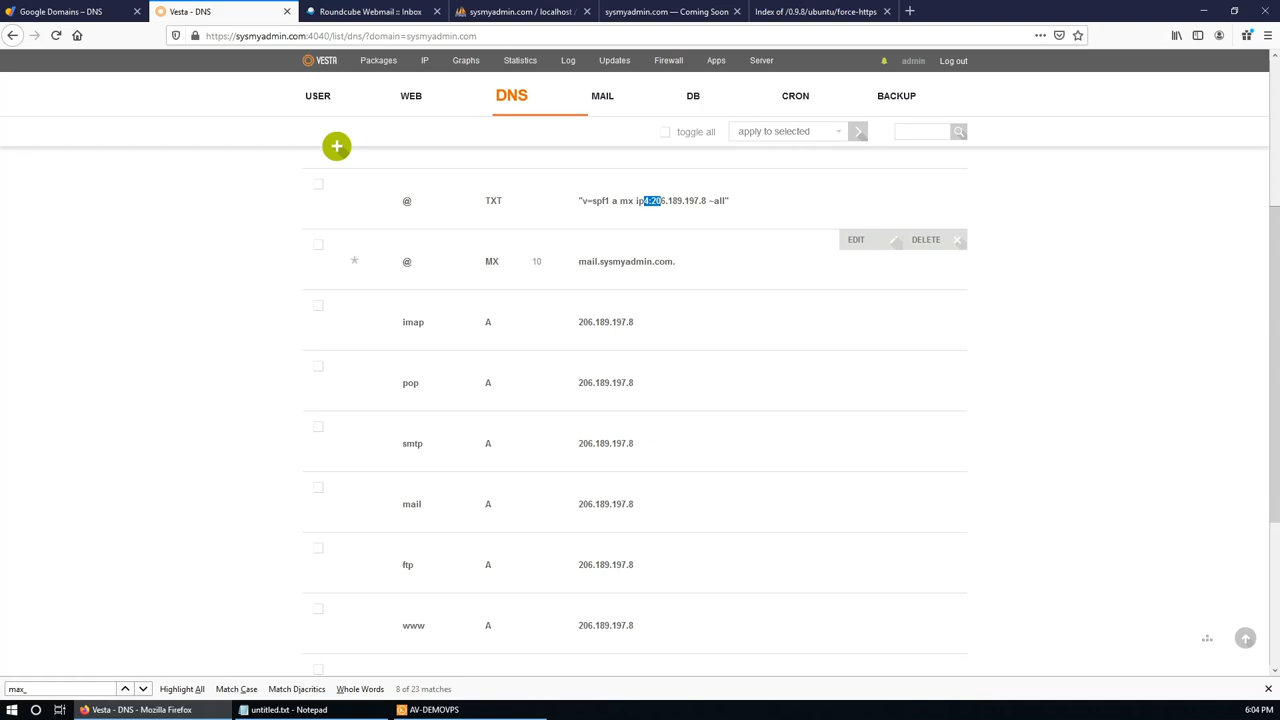 Google Domains – DNS
Vesta - DNS
Roundcube Webmail :: Inbox
sysmyadmin.com / localhost /
sysmyadmin.com — Coming Soon
Index of /0.9.8/ubuntu/force-https
https://sysmyadmin.com:4040/list/dns/?domain=sysmyadmin.com
VESTA Packages IP Graphs Statistics Log Updates Firewall Apps Server admin Log out
USER WEB DNS MAIL DB CRON BACKUP
toggle all apply to selected
@ TXT "v=spf1 a mx ip4:206.189.197.8 ~all"
EDIT DELETE
@ MX 10 mail.sysmyadmin.com.
imap A 206.189.197.8
pop A 206.189.197.8
smtp A 206.189.197.8
mail A 206.189.197.8
ftp A 206.189.197.8
www A 206.189.197.8
max_ Highlight All Match Case Match Diacritics Whole Words 8 of 23 matches
Vesta - DNS - Mozilla Firefox untitled.txt - Notepad AV-DEMOVPS 6:04 PM